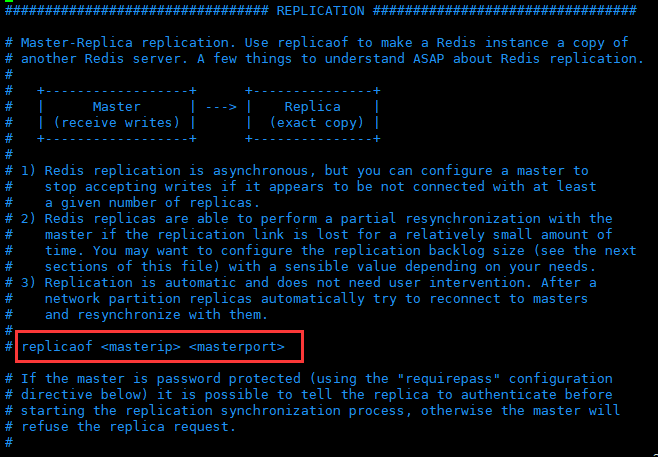 ################################# REPLICATION #################################
# Master-Replica replication. Use replicaof to make a Redis instance a copy of
# another Redis server. A few things to understand ASAP about Redis replication.
#
#   +------------------+      +---------------+
#   |      Master      | ---> |    Replica    |
#   | (receive writes) |      |  (exact copy) |
#   +------------------+      +---------------+
#
# 1) Redis replication is asynchronous, but you can configure a master to
#    stop accepting writes if it appears to be not connected with at least
#    a given number of replicas.
# 2) Redis replicas are able to perform a partial resynchronization with the
#    master if the replication link is lost for a relatively small amount of
#    time. You may want to configure the replication backlog size (see the next
#    sections of this file) with a sensible value depending on your needs.
# 3) Replication is automatic and does not need user intervention. After a
#    network partition replicas automatically try to reconnect to masters
#    and resynchronize with them.
#
# replicaof <masterip> <masterport>
# If the master is password protected (using the "requirepass" configuration
# directive below) it is possible to tell the replica to authenticate before
# starting the replication synchronization process, otherwise the master will
# refuse the replica request.
#